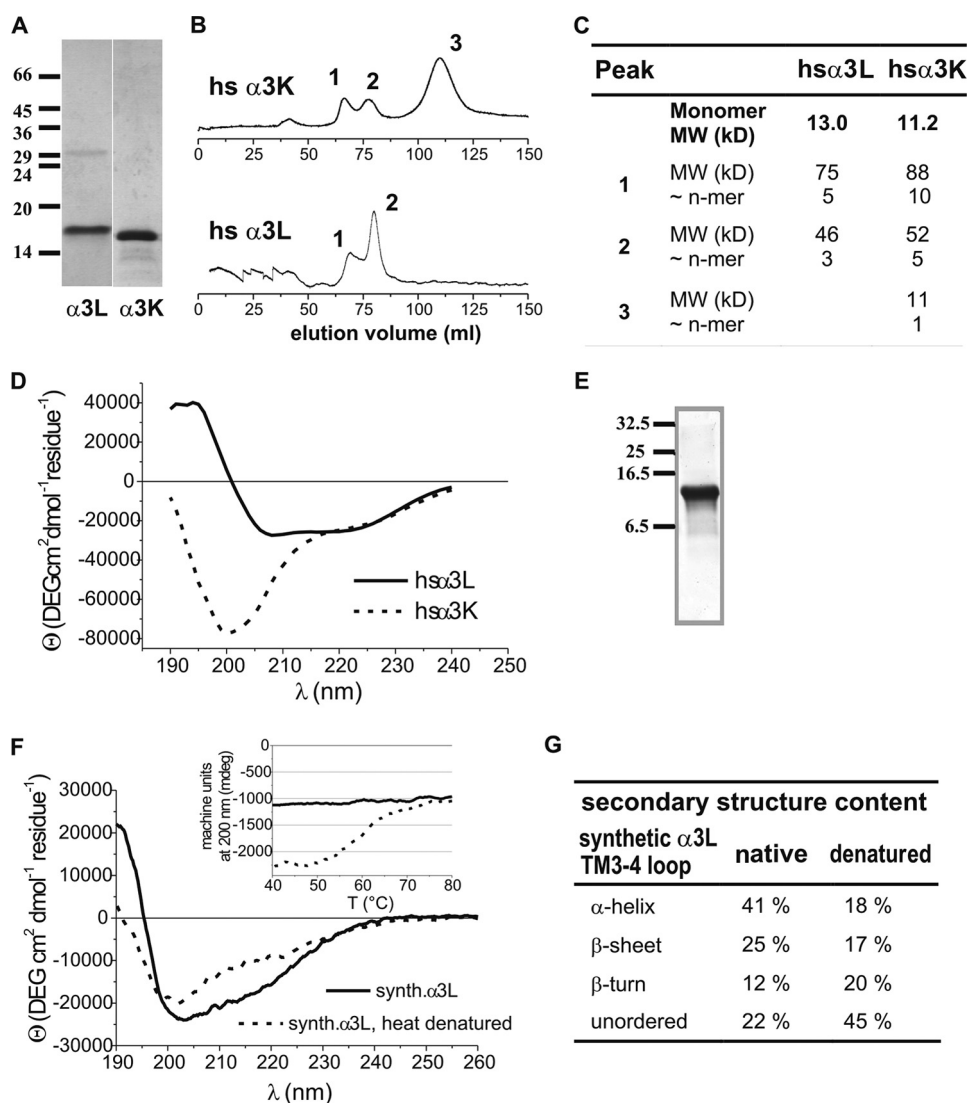 A
66
45
36
29
24
20
14
α3L α3K
B
hs α3K
1
2
3
0 25 50 75 100 125 150
hs α3L
1
2
0 25 50 75 100 125 150
elution volume (ml)
C
Peak hsα3L hsα3K
Monomer MW (kD) 13.0 11.2
1 MW (kD) 75 88
~ n-mer 5 10
2 MW (kD) 46 52
~ n-mer 3 5
3 MW (kD) 11
~ n-mer 1
D
Θ (DEGcm²dmol⁻¹residue⁻¹)
40000
20000
0
-20000
-40000
-60000
-80000
hsα3L
hsα3K
190 200 210 220 230 240 250
λ (nm)
E
32.5
25
16.5
6.5
F
Θ (DEG cm² dmol⁻¹ residue⁻¹)
30000
20000
10000
0
-10000
-20000
-30000
machine units
at 200 nm (mdeg)
0
-500
-1000
-1500
-2000
40 50 60 70 80
T (°C)
synth.α3L
synth.α3L, heat denatured
190 200 210 220 230 240 250 260
λ (nm)
G
secondary structure content
synthetic α3L
TM3-4 loop native denatured
α-helix 41 % 18 %
β-sheet 25 % 17 %
β-turn 12 % 20 %
unordered 22 % 45 %